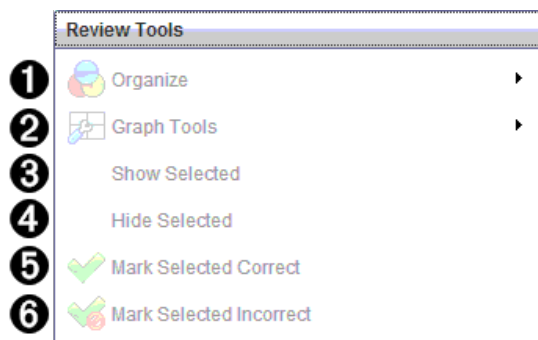 Review Tools
1 Organize
2 Graph Tools
3 Show Selected
4 Hide Selected
5 Mark Selected Correct
6 Mark Selected Incorrect